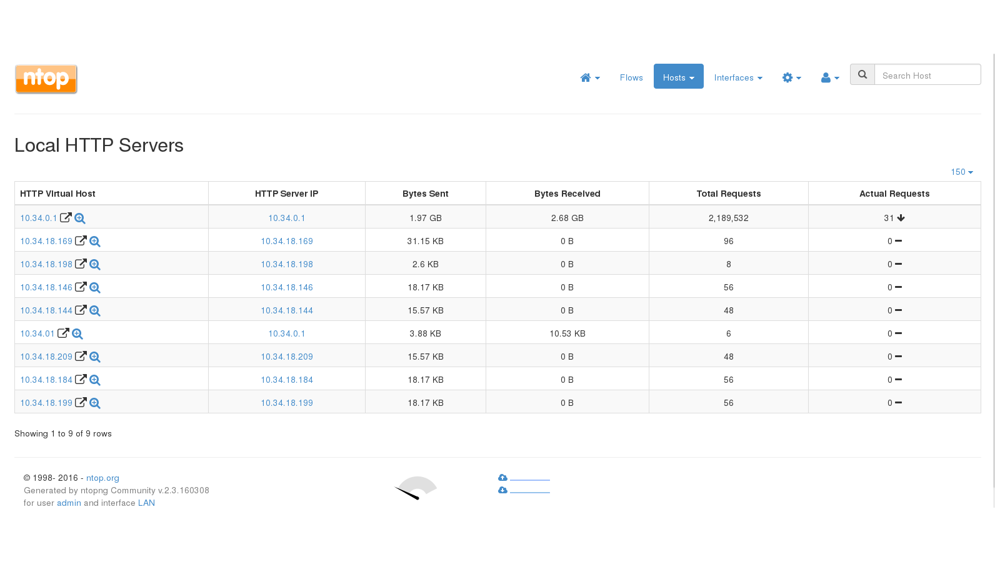 ntop
Flows Hosts Interfaces Search Host
Local HTTP Servers
150
HTTP Virtual Host HTTP Server IP Bytes Sent Bytes Received Total Requests Actual Requests
10.34.0.1 10.34.0.1 1.97 GB 2.68 GB 2,189,532 31
10.34.18.169 10.34.18.169 31.15 KB 0 B 96 0
10.34.18.198 10.34.18.198 2.6 KB 0 B 8 0
10.34.18.146 10.34.18.146 18.17 KB 0 B 56 0
10.34.18.144 10.34.18.144 15.57 KB 0 B 48 0
10.34.01 10.34.0.1 3.88 KB 10.53 KB 6 0
10.34.18.209 10.34.18.209 15.57 KB 0 B 48 0
10.34.18.184 10.34.18.184 18.17 KB 0 B 56 0
10.34.18.199 10.34.18.199 18.17 KB 0 B 56 0
Showing 1 to 9 of 9 rows
© 1998- 2016 - ntop.org
Generated by ntopng Community v.2.3.160308
for user admin and interface LAN